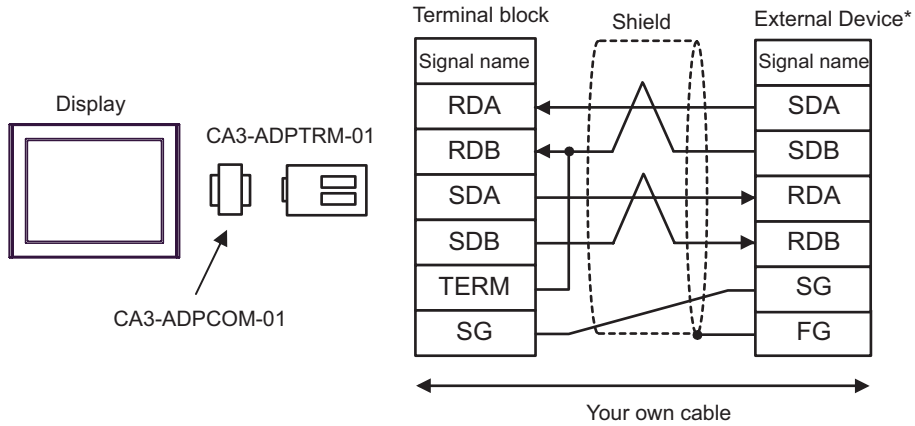 Display
CA3-ADPTRM-01
CA3-ADPCOM-01
Terminal block
Shield
External Device*
Signal name
Signal name
RDA
SDA
RDB
SDB
SDA
RDA
SDB
RDB
TERM
SG
SG
FG
Your own cable